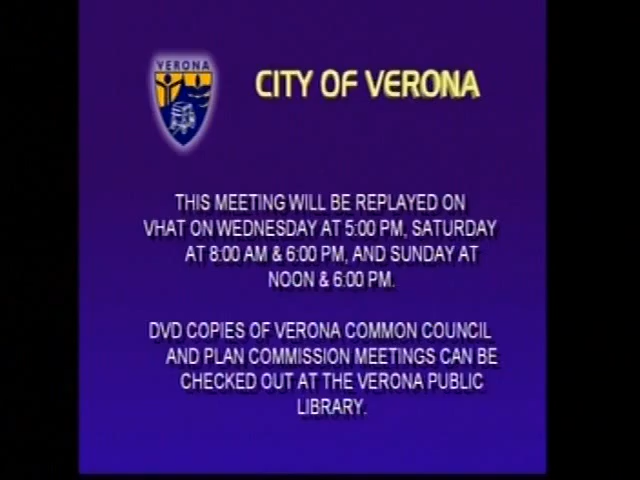 VERONA
CITY OF VERONA
THIS MEETING WILL BE REPLAYED ON
VHAT ON WEDNESDAY AT 5:00 PM, SATURDAY
AT 8:00 AM & 6:00 PM, AND SUNDAY AT
NOON & 6:00 PM.
DVD COPIES OF VERONA COMMON COUNCIL
AND PLAN COMMISSION MEETINGS CAN BE
CHECKED OUT AT THE VERONA PUBLIC
LIBRARY.